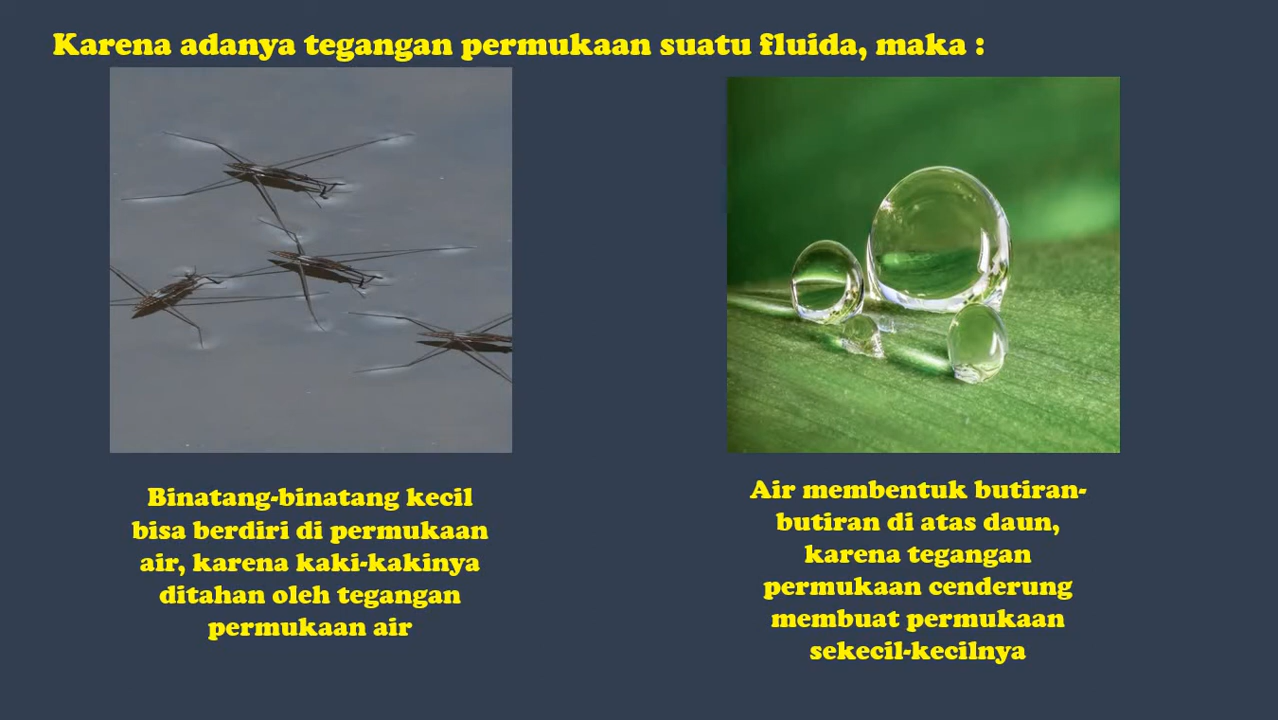 Karena adanya tegangan permukaan suatu fluida, maka :
Binatang-binatang kecil
bisa berdiri di permukaan
air, karena kaki-kakinya
ditahan oleh tegangan
permukaan air
Air membentuk butiran-
butiran di atas daun,
karena tegangan
permukaan cenderung
membuat permukaan
sekecil-kecilnya